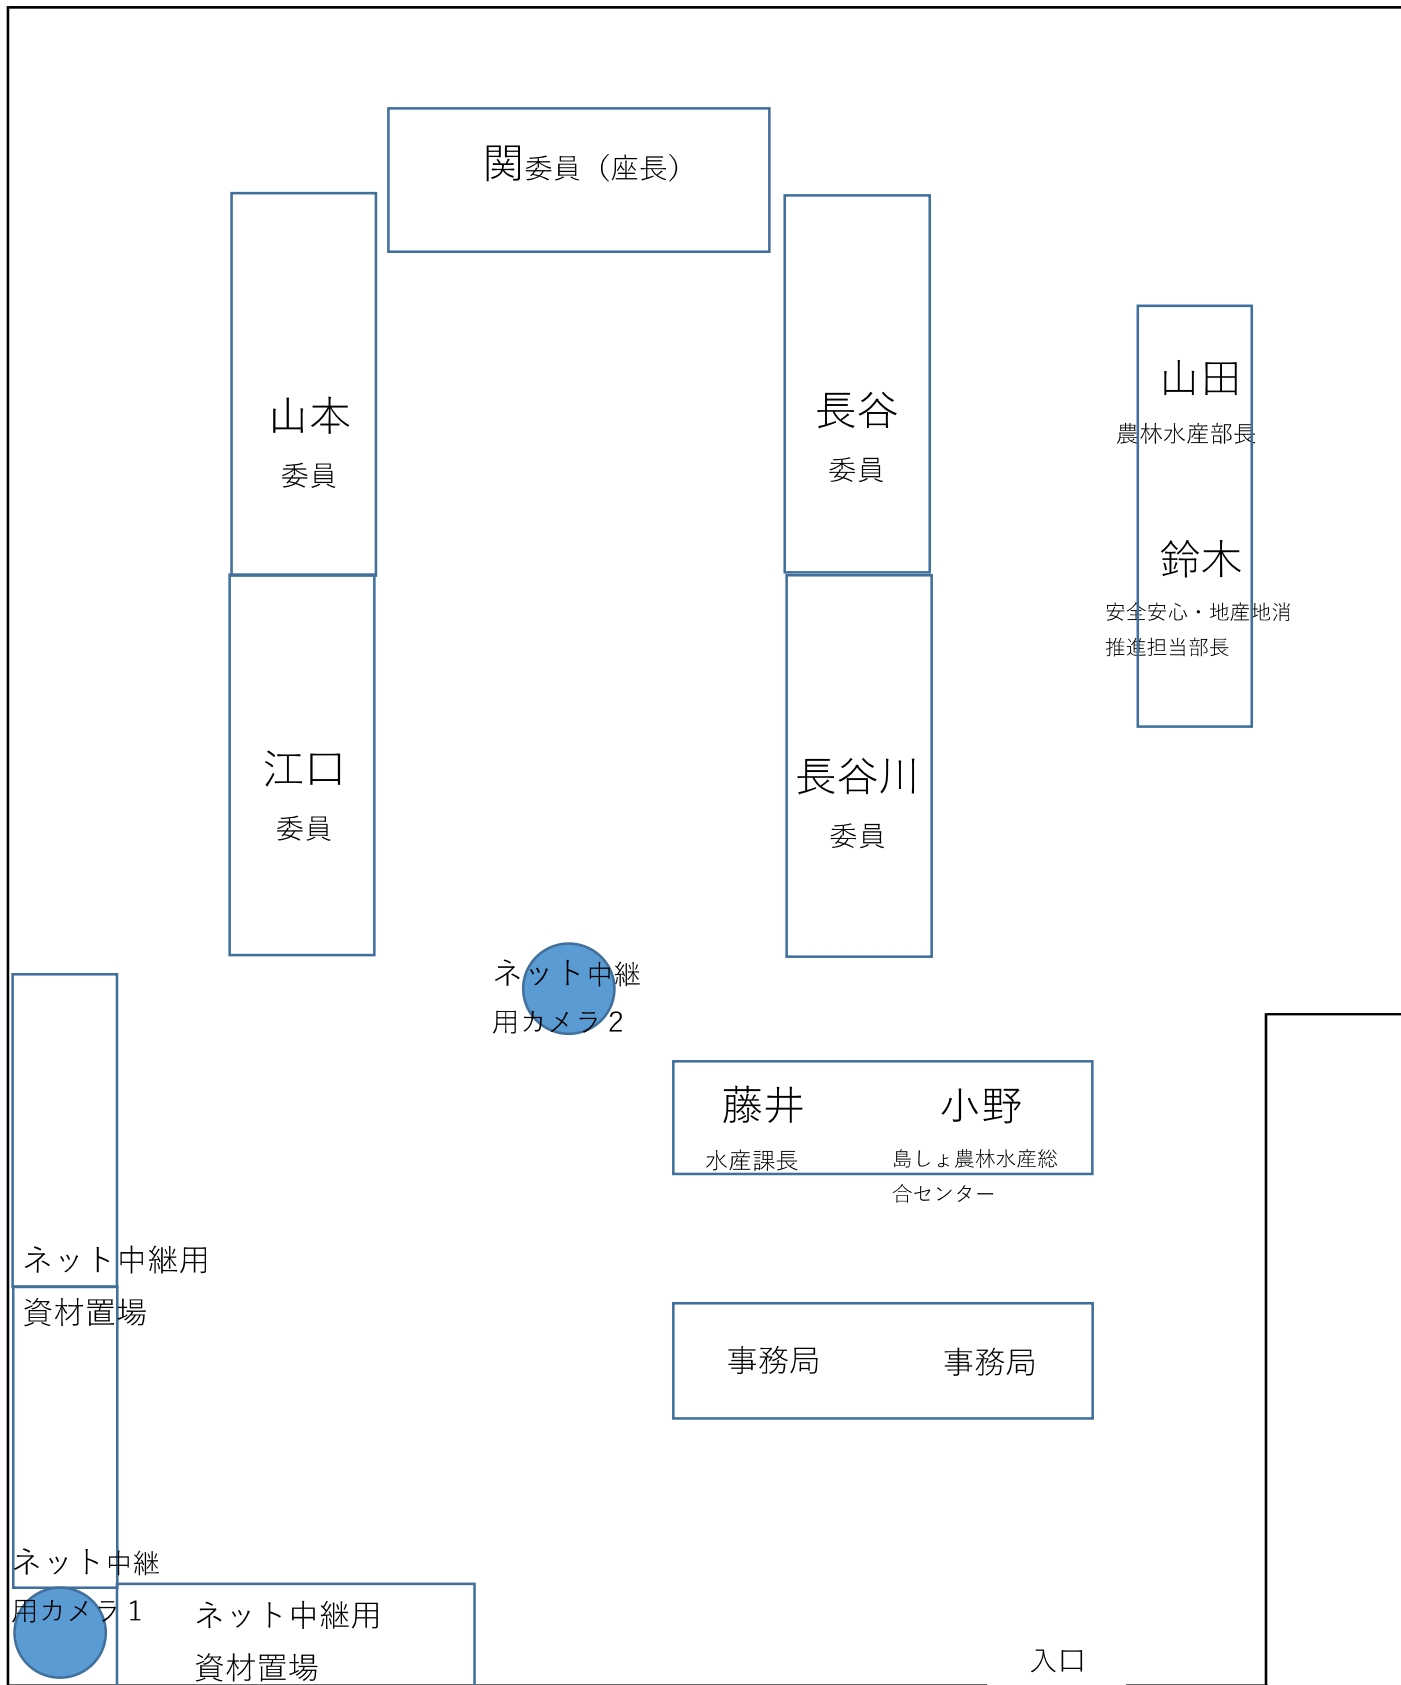 関委員（座長）
山本
委員
長谷
委員
山田
農林水産部長
鈴木
安全安心・地産地消
推進担当部長
江口
委員
長谷川
委員
ネット中継
用カメラ２
藤井
水産課長
小野
島しょ農林水産総
合センター
ネット中継用
資材置場
事務局
事務局
ネット中継
用カメラ１
ネット中継用
資材置場
入口